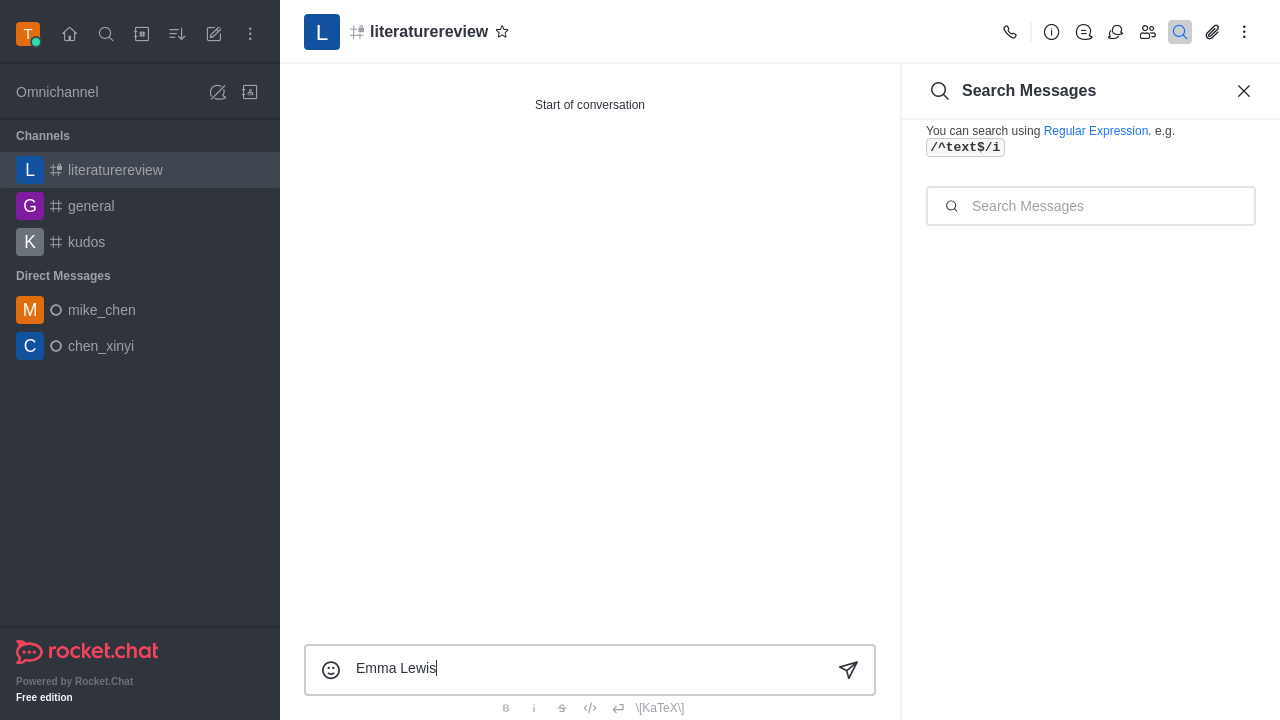 T
Omnichannel
Channels
L literaturereview
G general
K kudos
Direct Messages
M mike_chen
C chen_xinyi
rocket.chat
Powered by Rocket.Chat
Free edition
L literaturereview
Start of conversation
Emma Lewis
B i S \[KaTeX\]
Search Messages
You can search using Regular Expression. e.g.
/^text$/i
Search Messages